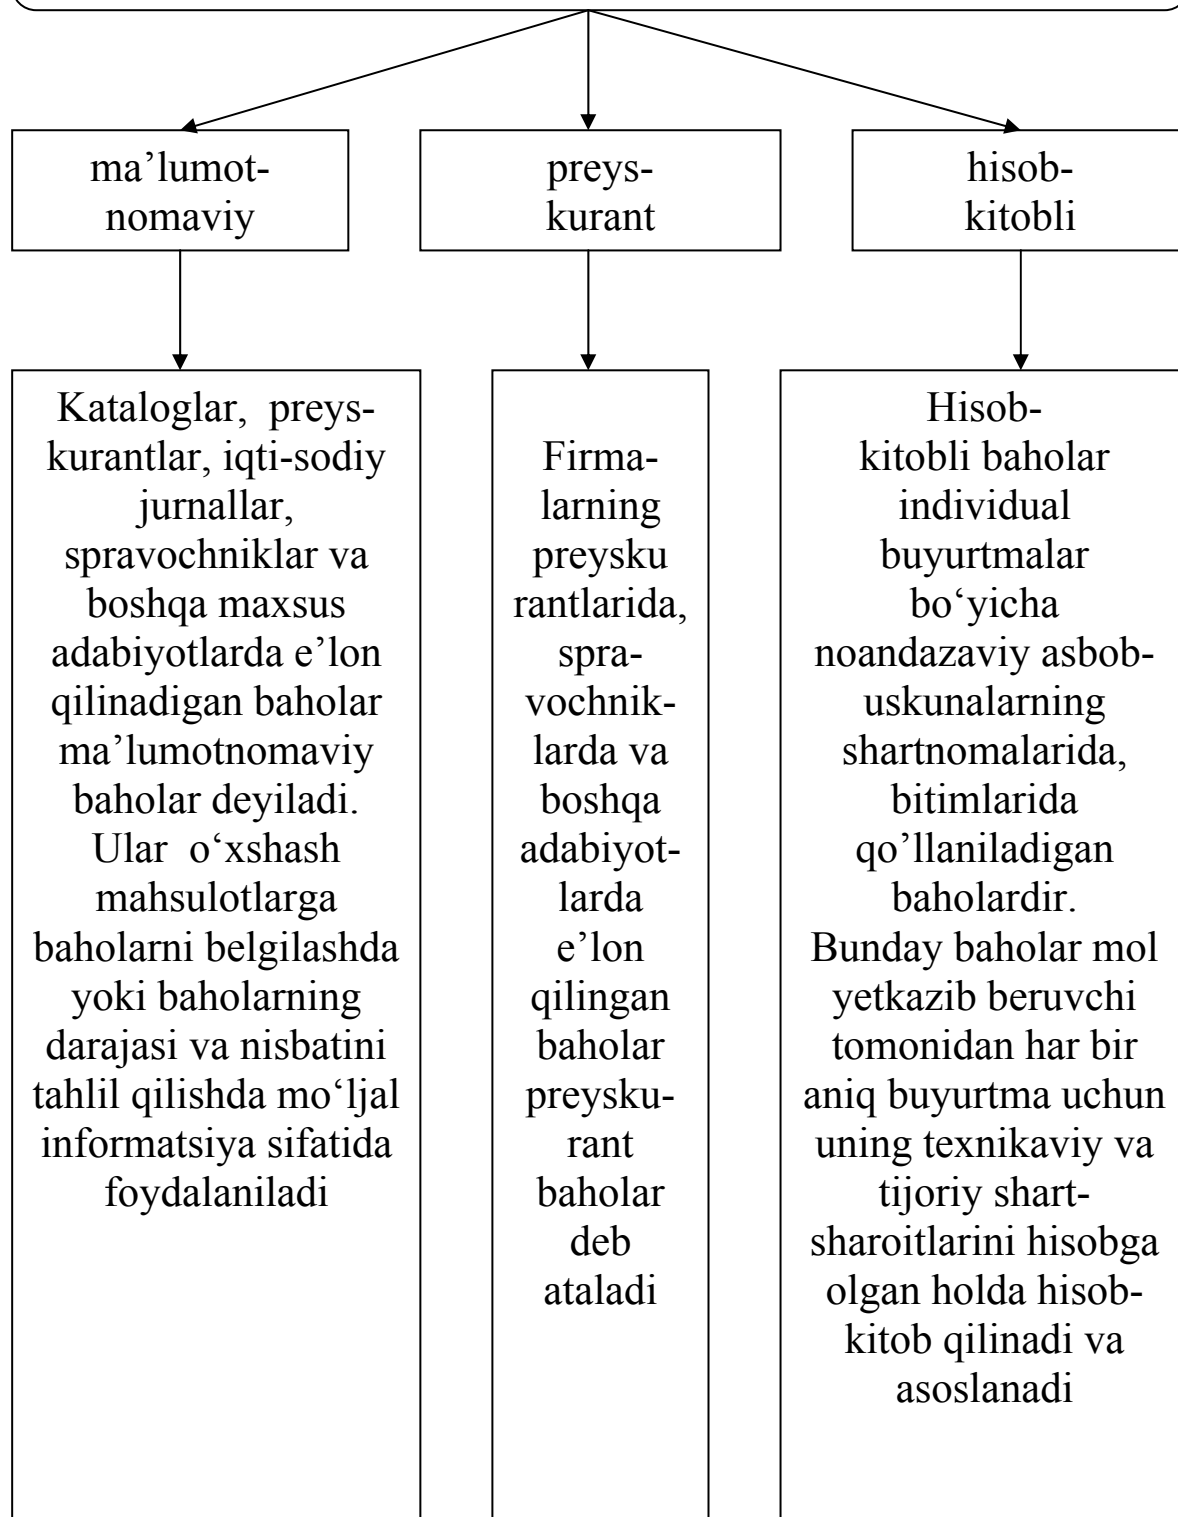 ma’lumot-
nomaviy
preys-
kurant
hisob-
kitobli
Kataloglar,  preys-
kurantlar, iqti-sodiy
jurnallar,
spravochniklar va
boshqa maxsus
adabiyotlarda e’lon
qilinadigan baholar
ma’lumotnomaviy
baholar deyiladi.
Ular  o‘xshash
mahsulotlarga
baholarni belgilashda
yoki baholarning
darajasi va nisbatini
tahlil qilishda mo‘ljal
informatsiya sifatida
foydalaniladi
Firma-
larning
preysku
rantlarida,
spra-
vochnik-
larda va
boshqa
adabiyot-
larda
e’lon
qilingan
baholar
preysku-
rant
baholar
deb
ataladi
Hisob-
kitobli baholar
individual
buyurtmalar
bo‘yicha
noandazaviy asbob-
uskunalarning
shartnomalarida,
bitimlarida
qo’llaniladigan
baholardir.
Bunday baholar mol
yetkazib beruvchi
tomonidan har bir
aniq buyurtma uchun
uning texnikaviy va
tijoriy shart-
sharoitlarini hisobga
olgan holda hisob-
kitob qilinadi va
asoslanadi